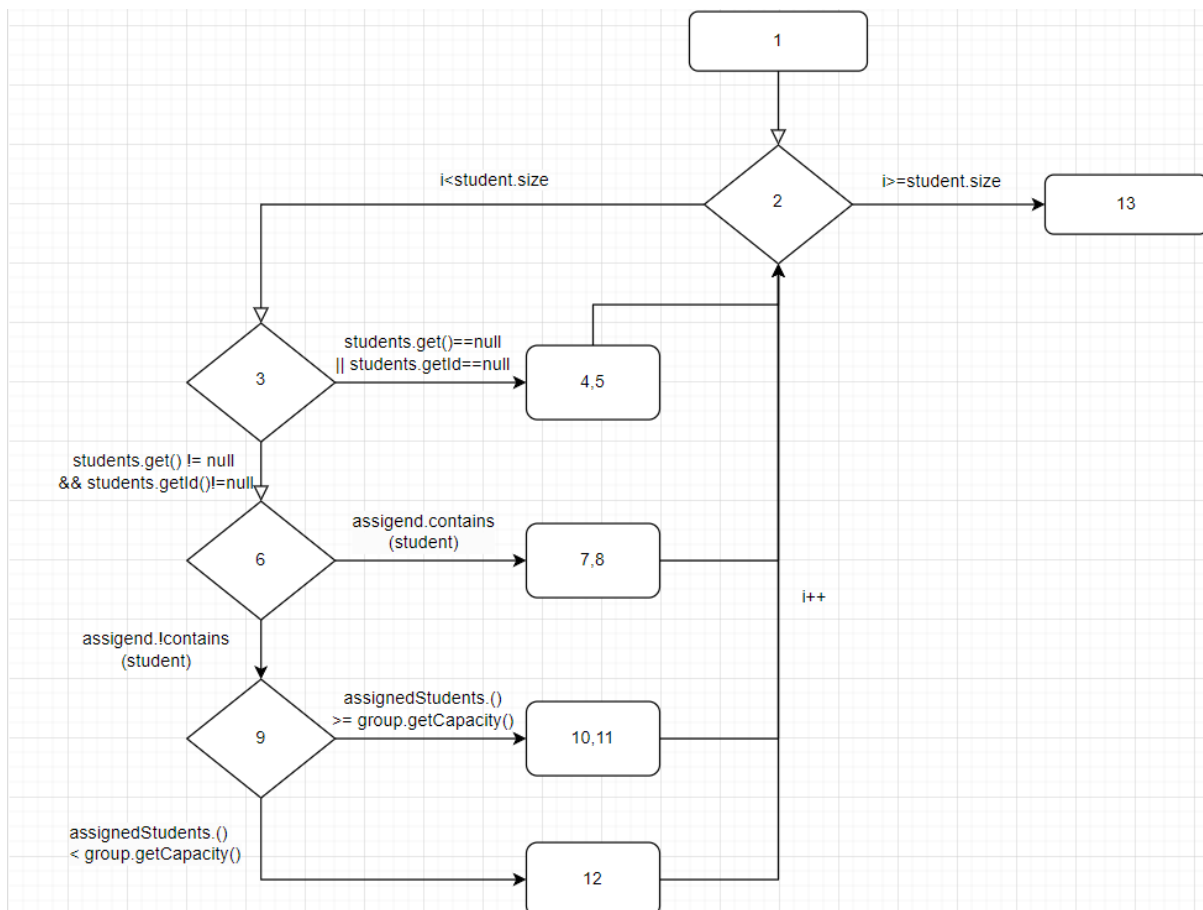 1
i<student.size
2
i>=student.size
13
3
students.get()==null
|| students.getId==null
4,5
students.get() != null
&& students.getId()!=null
6
assigend.contains
(student)
7,8
i++
assigend.!contains
(student)
9
assignedStudents.()
>= group.getCapacity()
10,11
assignedStudents.()
< group.getCapacity()
12